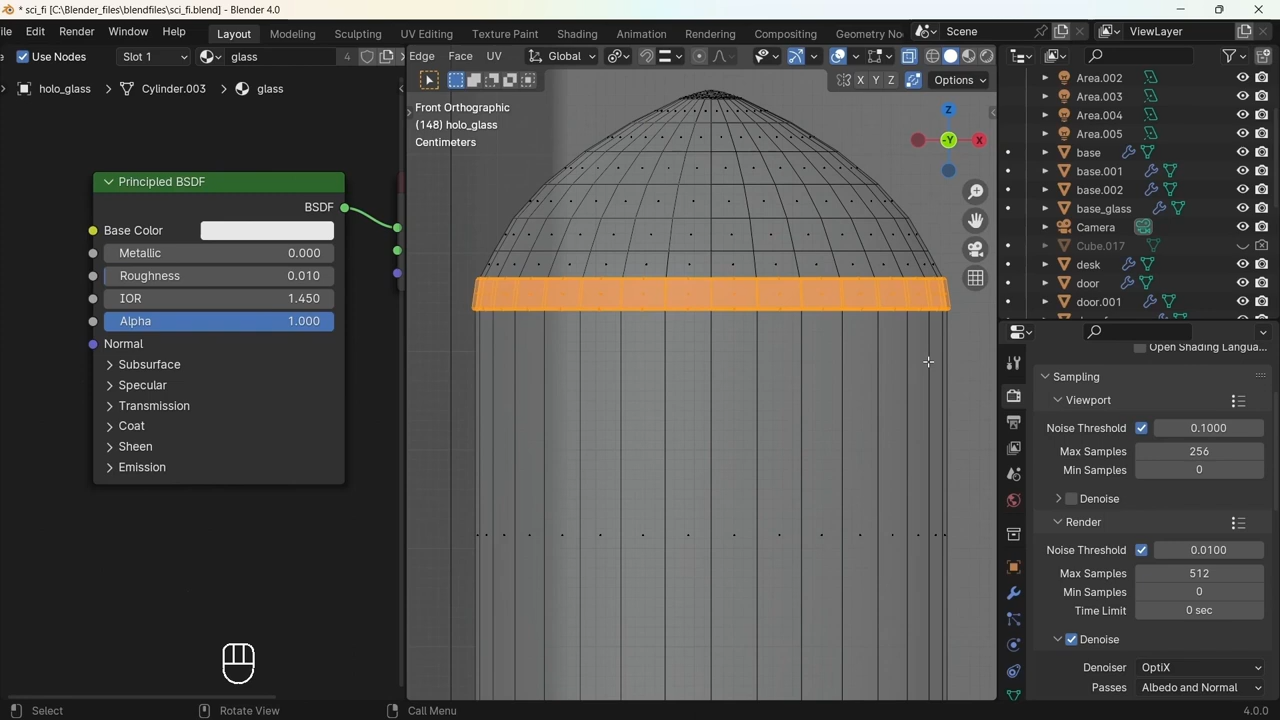 * sci_fi [C:\Blender_files\blendfiles\sci_fi.blend] - Blender 4.0
ile Edit Render Window Help Layout Modeling Sculpting UV Editing Texture Paint Shading Animation Rendering Compositing Geometry No Scene ViewLayer
Use Nodes Slot 1 glass 4 Edge Face UV Global
X Y Z Options
holo_glass > Cylinder.003 > glass
Front Orthographic
(148) holo_glass
Centimeters
Z
-Y
X
Principled BSDF
BSDF
Base Color
Metallic 0.000
Roughness 0.010
IOR 1.450
Alpha 1.000
Normal
Subsurface
Specular
Transmission
Coat
Sheen
Emission
Area.002
Area.003
Area.004
Area.005
base
base.001
base.002
base_glass
Camera
Cube.017
desk
door
door.001
Open Shading Langua...
Sampling
Viewport
Noise Threshold 0.1000
Max Samples 256
Min Samples 0
Denoise
Render
Noise Threshold 0.0100
Max Samples 512
Min Samples 0
Time Limit 0 sec
Denoise
Denoiser OptiX
Passes Albedo and Normal
Select Rotate View Call Menu 4.0.0